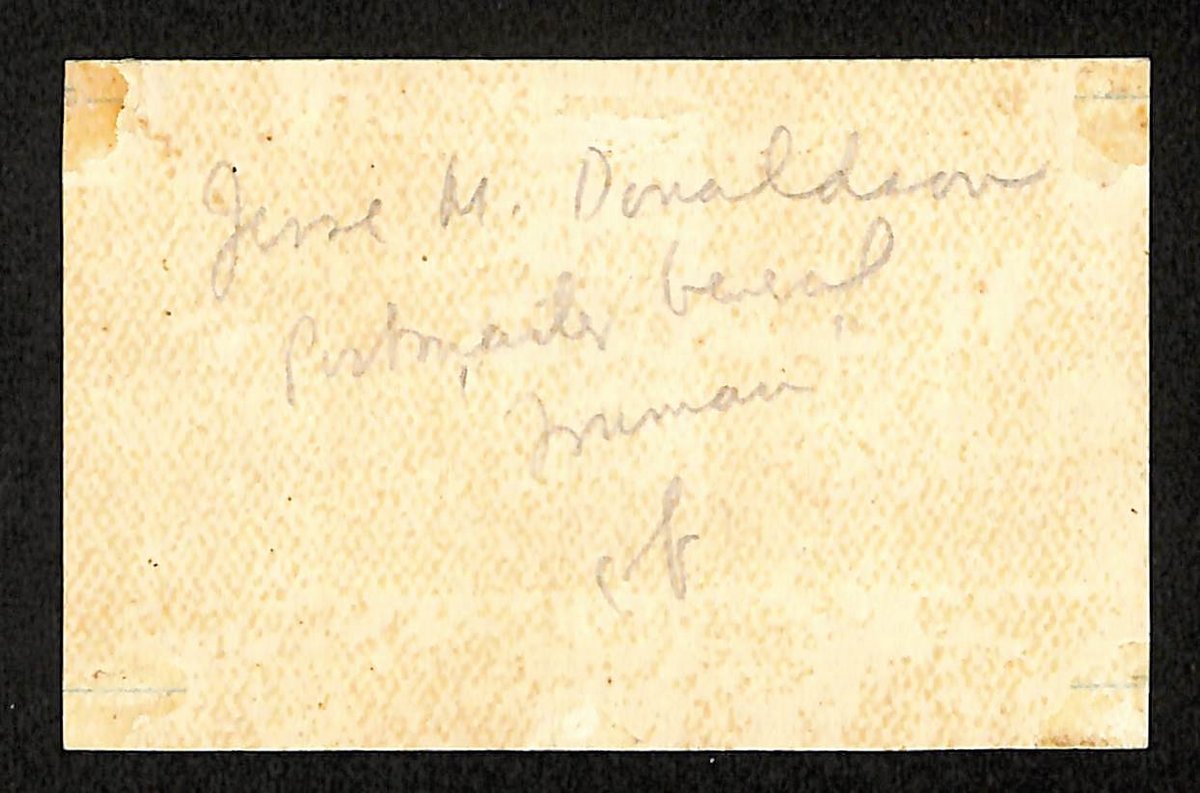 Jesse M. Donaldson
Postmaster General
Truman